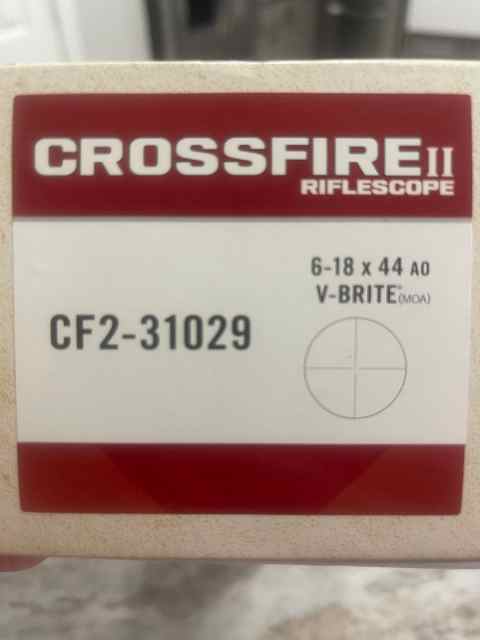 CROSSFIRE II
RIFLESCOPE
6-18 x 44 AO
V-BRITE® (MOA)
CF2-31029